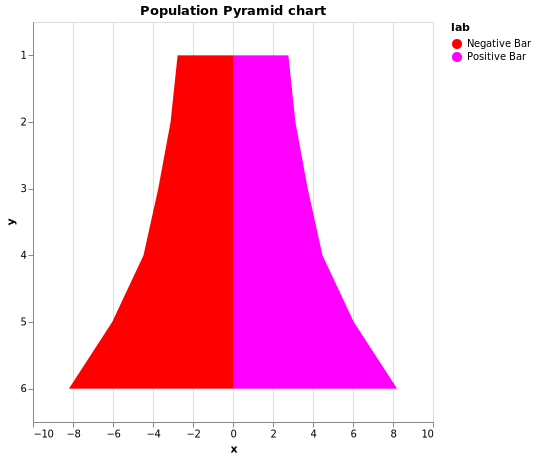 Population Pyramid chart
lab
Negative Bar
Positive Bar
y
1
2
3
4
5
6
−10 −8 −6 −4 −2 0 2 4 6 8 10
x